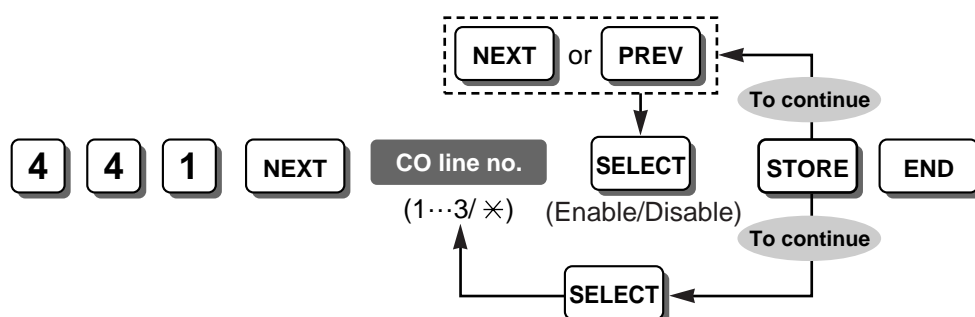 NEXT or PREV
To continue
4 4 1 NEXT CO line no. SELECT STORE END
(1···3/ ✳) (Enable/Disable)
To continue
SELECT